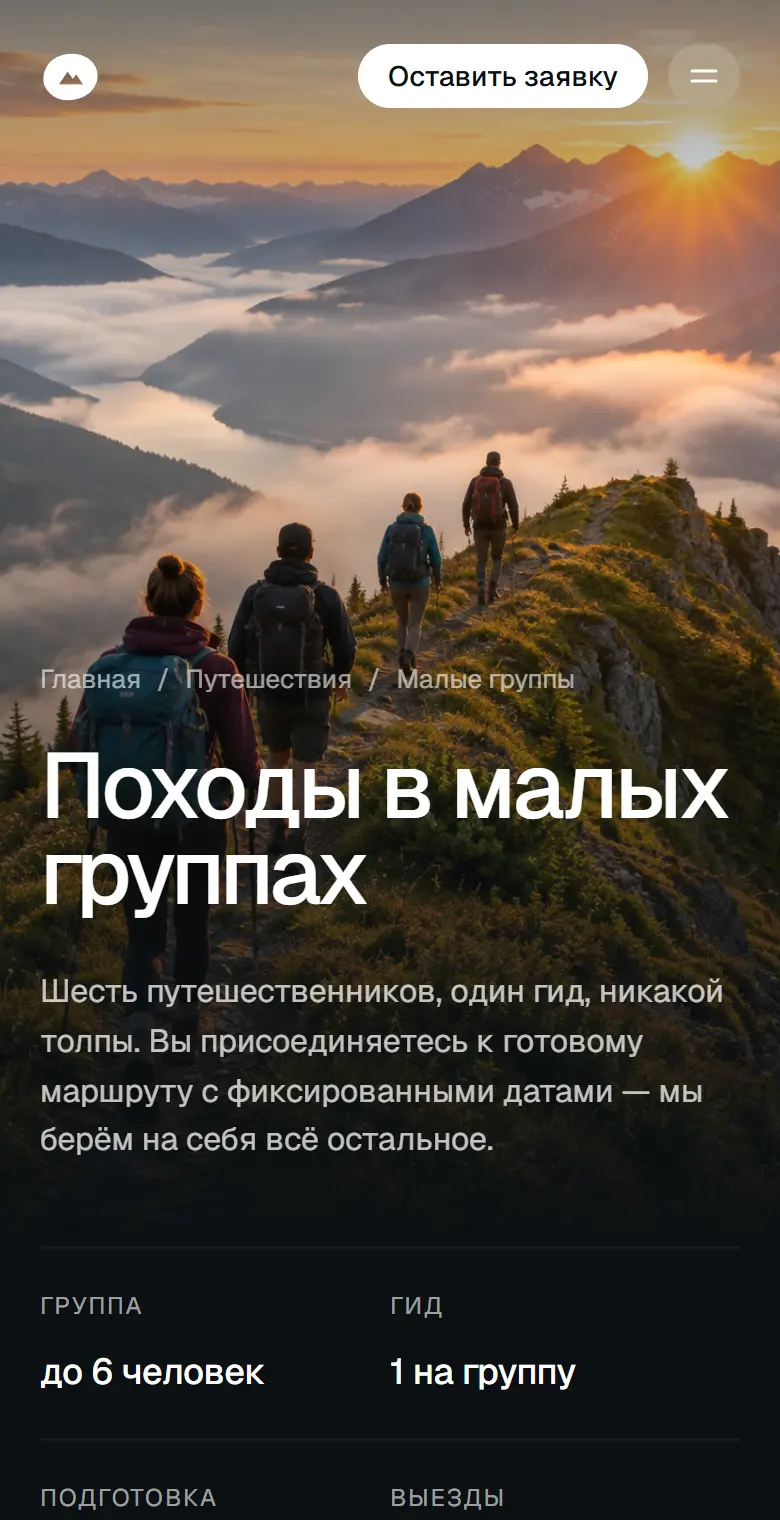 Оставить заявку
Главная / Путешествия / Малые группы
Походы в малых
группах
Шесть путешественников, один гид, никакой
толпы. Вы присоединяетесь к готовому
маршруту с фиксированными датами — мы
берём на себя всё остальное.
ГРУППА
ГИД
до 6 человек
1 на группу
ПОДГОТОВКА
ВЫЕЗДЫ